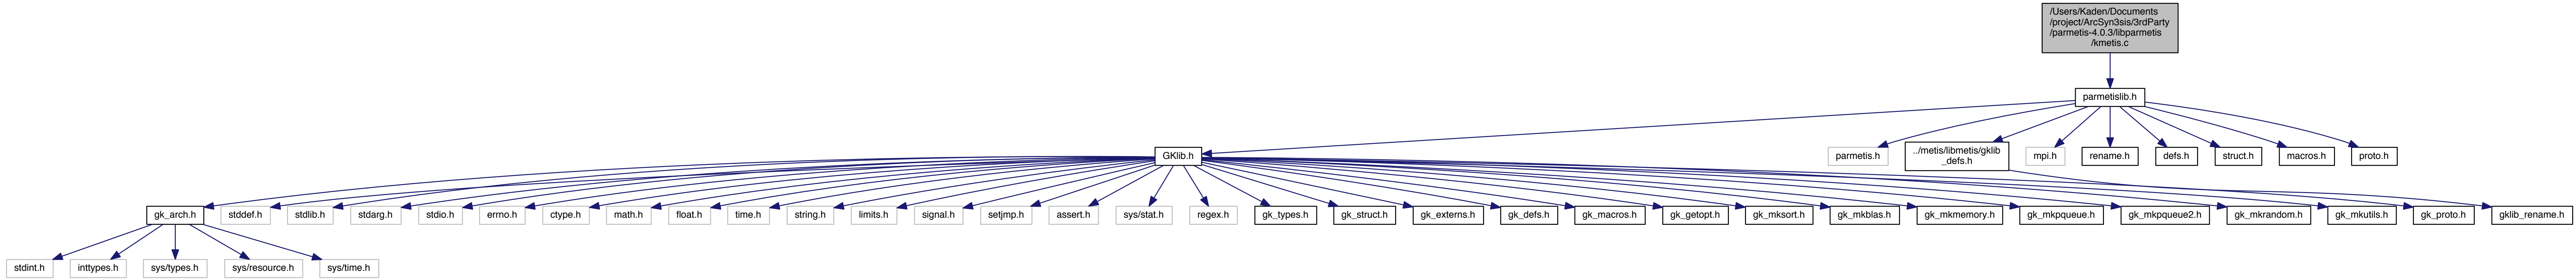 /Users/Kaden/Documents
/project/ArcSyn3sis/3rdParty
/parmetis-4.0.3/libparmetis
/kmetis.c
parmetislib.h
GKlib.h
parmetis.h
../metis/libmetis/gklib
_defs.h
mpi.h
rename.h
defs.h
struct.h
macros.h
proto.h
gk_arch.h
stddef.h
stdlib.h
stdarg.h
stdio.h
errno.h
ctype.h
math.h
float.h
time.h
string.h
limits.h
signal.h
setjmp.h
assert.h
sys/stat.h
regex.h
gk_types.h
gk_struct.h
gk_externs.h
gk_defs.h
gk_macros.h
gk_getopt.h
gk_mksort.h
gk_mkblas.h
gk_mkmemory.h
gk_mkpqueue.h
gk_mkpqueue2.h
gk_mkrandom.h
gk_mkutils.h
gk_proto.h
gklib_rename.h
stdint.h
inttypes.h
sys/types.h
sys/resource.h
sys/time.h